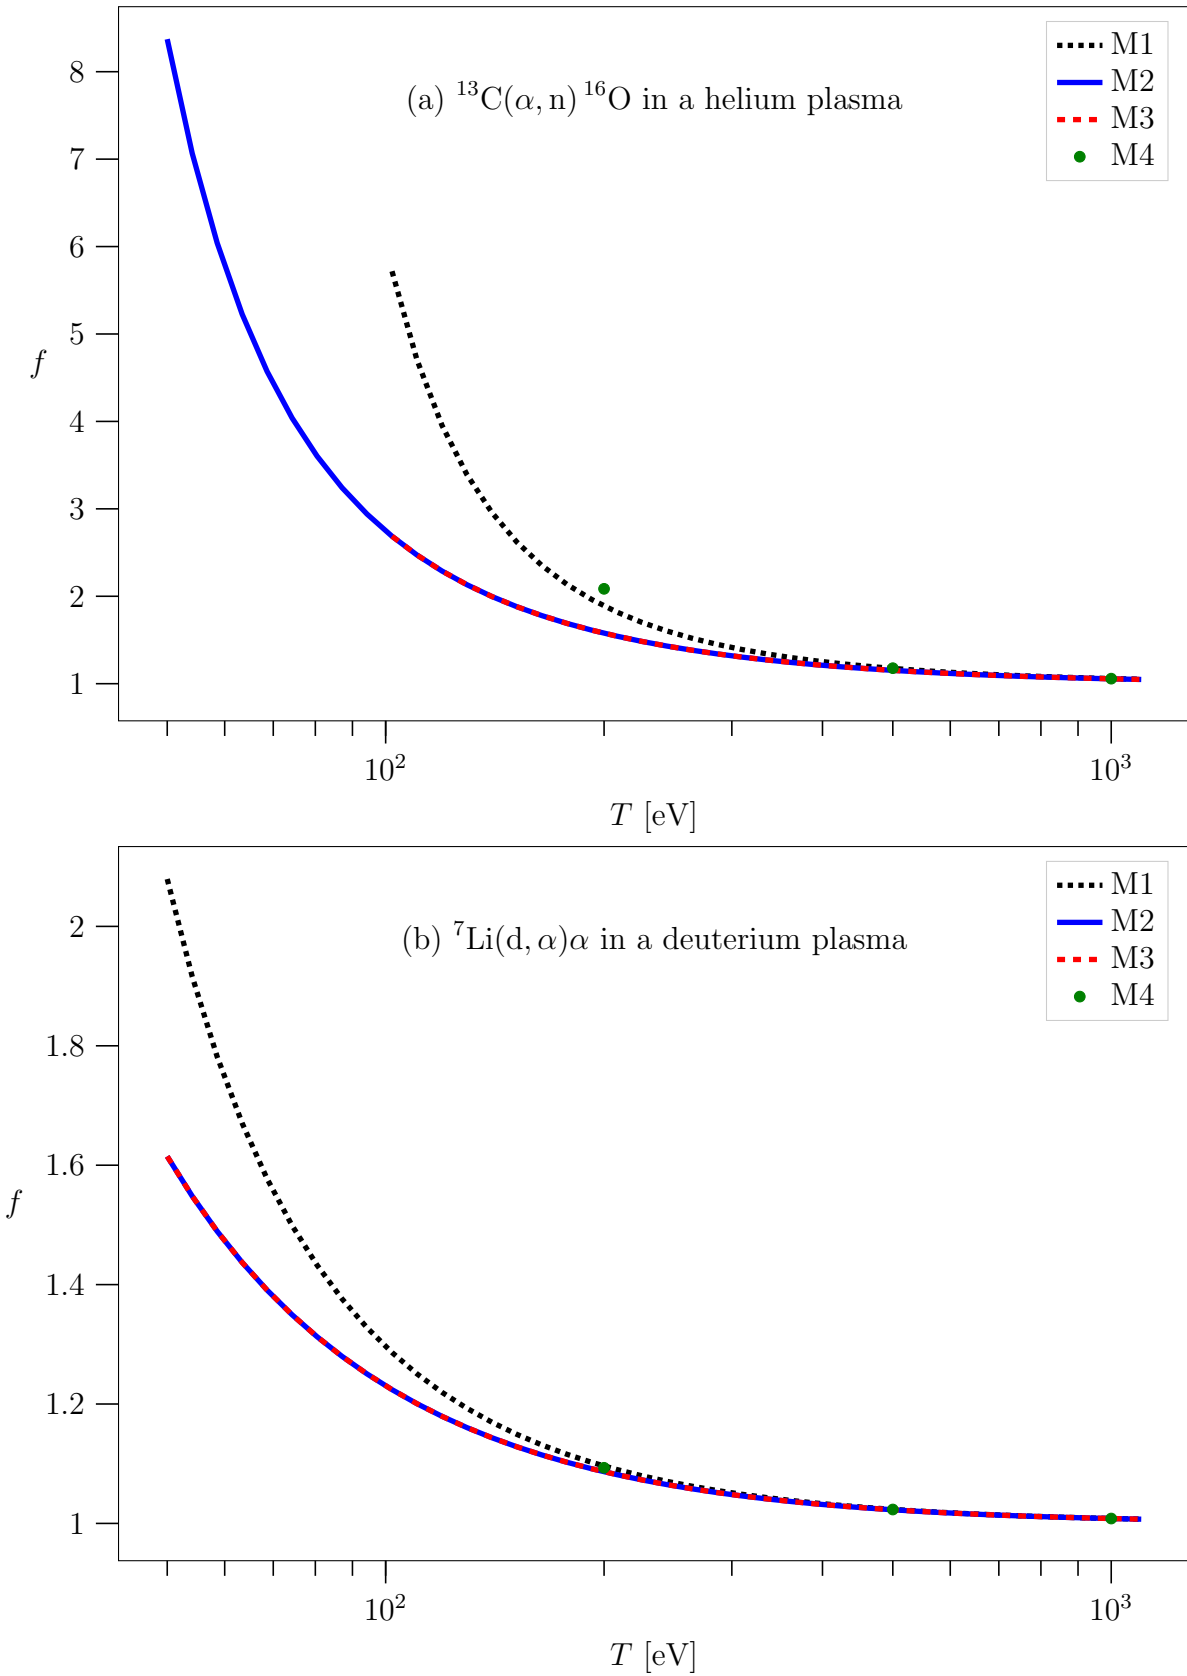 M1
M2
M3
M4
(a) ¹³C(α, n) ¹⁶O in a helium plasma
8
7
6
5
4
3
2
1
f
10² 10³
T [eV]
M1
M2
M3
M4
(b) ⁷Li(d, α)α in a deuterium plasma
2
1.8
1.6
1.4
1.2
1
f
10² 10³
T [eV]